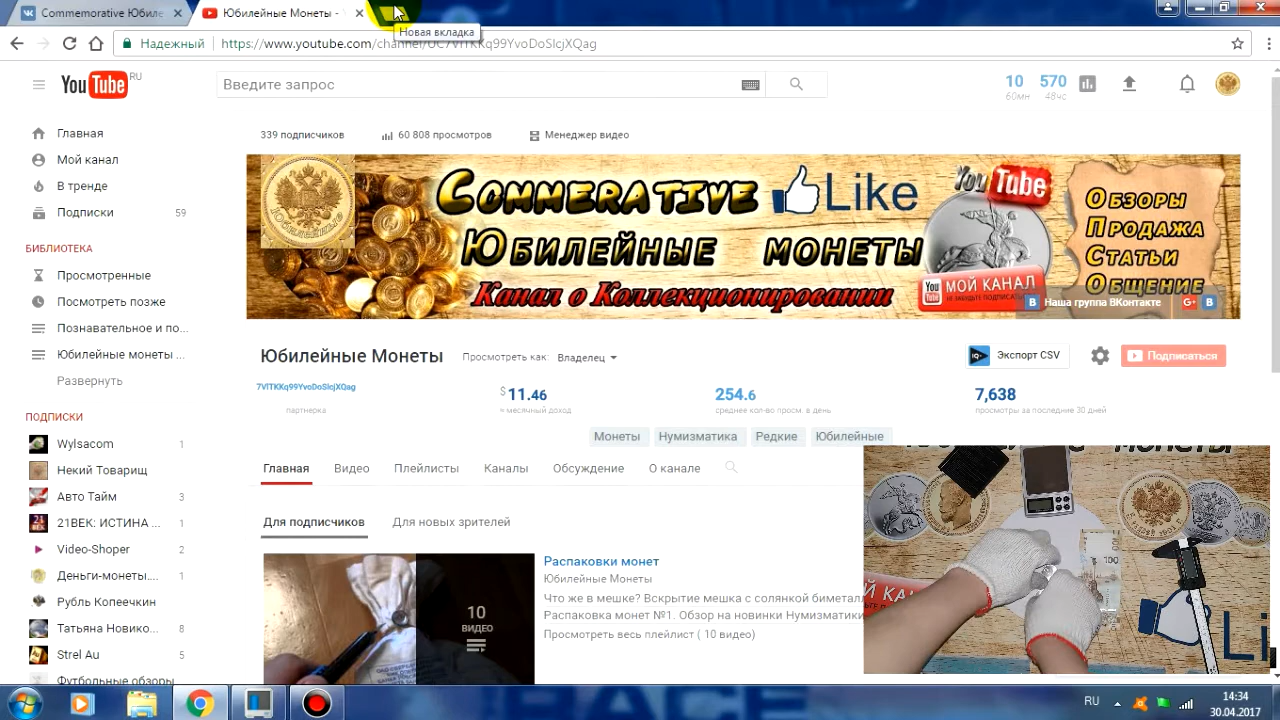 Commemorative Юбиле
Юбилейные Монеты -
Новая вкладка
Надежный
https://www.youtube.com/channel/UC7VlTKKq99YvoDoSlcjXQag
YouTube RU
Введите запрос
10 570
60мн 48чс
Главная
Мой канал
В тренде
Подписки 59
БИБЛИОТЕКА
Просмотренные
Посмотреть позже
Познавательное и по...
Юбилейные монеты ...
Развернуть
ПОДПИСКИ
Wylsacom 1
Некий Товарищ
Авто Тайм 3
21ВЕК: ИСТИНА ... 1
Video-Shoper 2
Деньги-монеты.... 1
Рубль Копеечкин
Татьяна Новико... 8
Strel Au 5
Футбольные обзоры
339 подписчиков
60 808 просмотров
Менеджер видео
ЮБИЛЕЙНЫЕ
Commerative
Like
YouTube
Юбилейные монеты
Канал о Коллекционировании
Обзоры
Продажа
Статьи
Общение
You Tube
МОЙ КАНАЛ
Наша группа ВКонтакте
Юбилейные Монеты
Просмотреть как: Владелец
Экспорт CSV
Подписаться
7VlTKKq99YvoDoSlcjXQag
партнерка
$ 11.46
≈ месячный доход
254.6
среднее кол-во просм. в день
7,638
просмотры за последние 30 дней
Монеты Нумизматика Редкие Юбилейные
Главная Видео Плейлисты Каналы Обсуждение О канале
Для подписчиков Для новых зрителей
10
ВИДЕО
Распаковки монет
Юбилейные Монеты
Что же в мешке? Вскрытие мешка с солянкой биметал
Распаковка монет №1. Обзор на новинки Нумизматики
Просмотреть весь плейлист ( 10 видео)
100
RU
14:34
30.04.2017